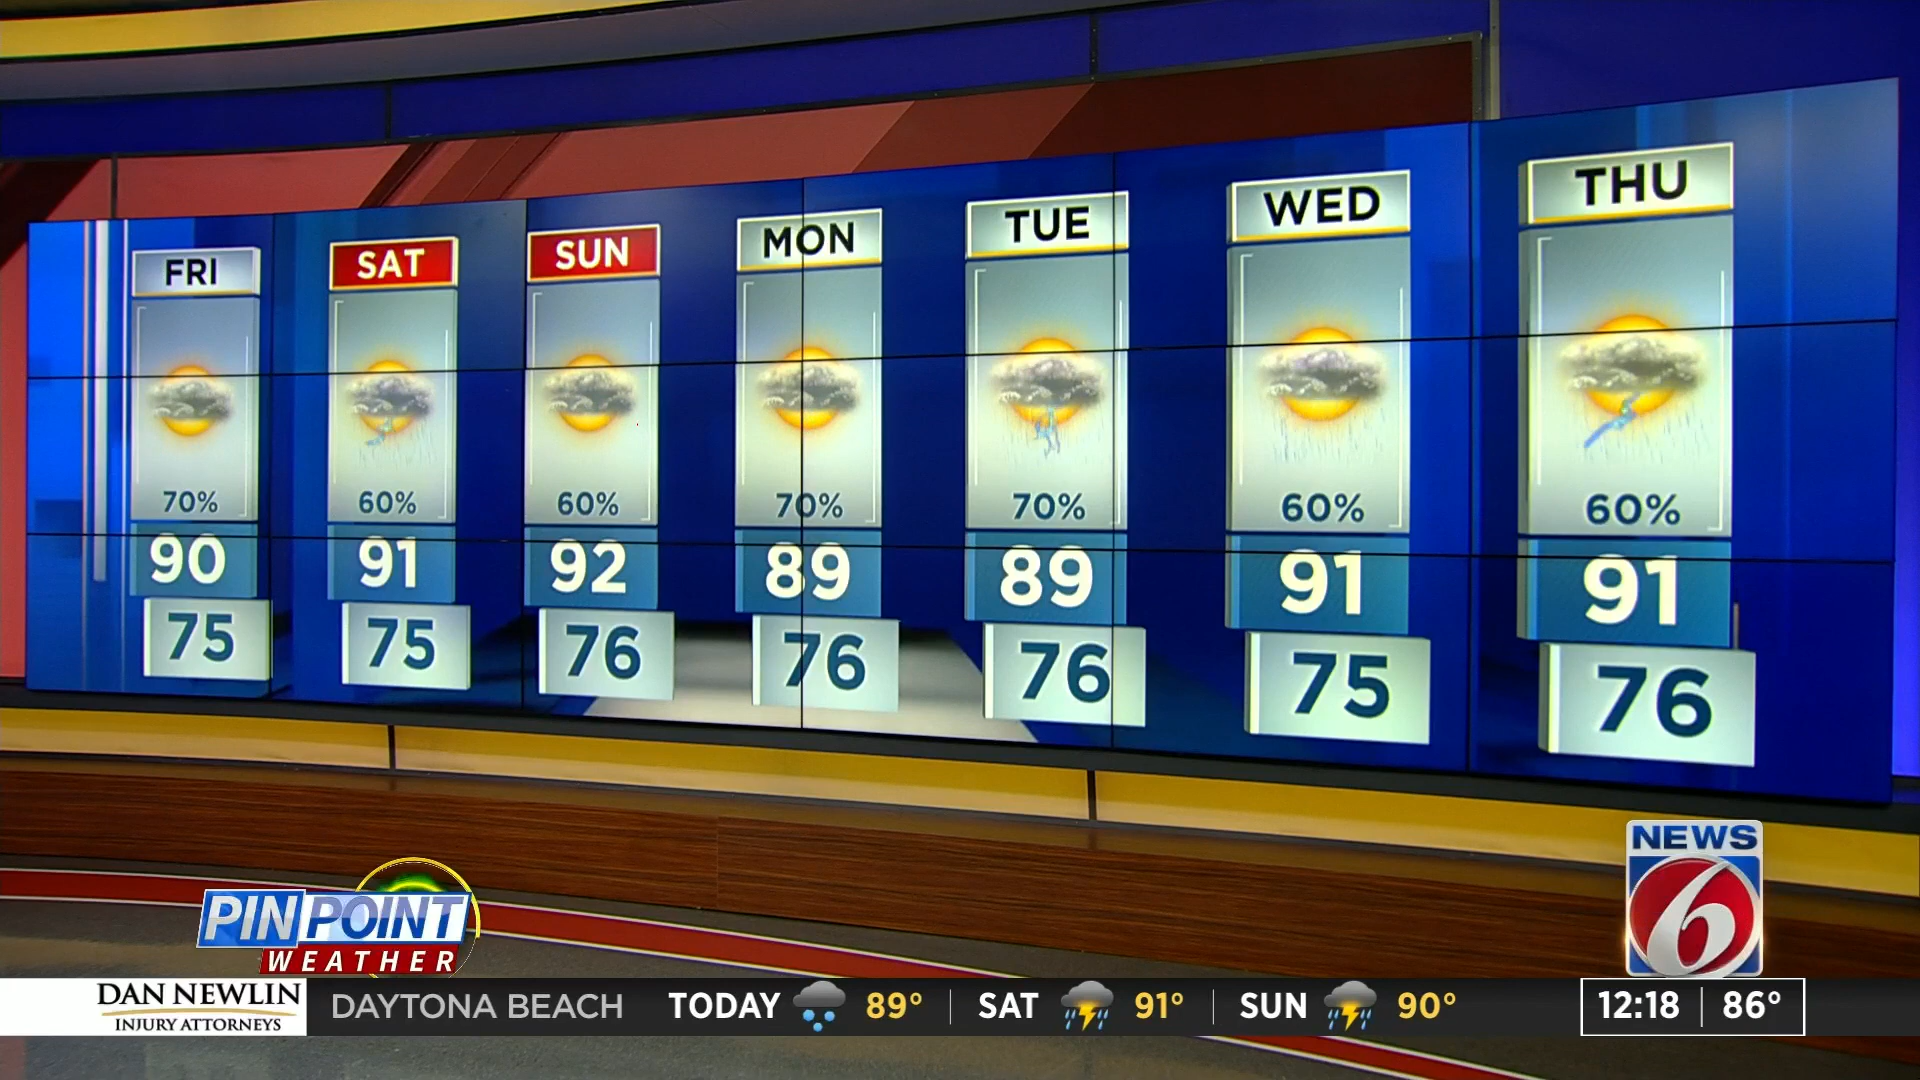 FRI
SAT
SUN
MON
TUE
WED
THU
70%
60%
60%
70%
70%
60%
60%
90
91
92
89
89
91
91
75
75
76
76
76
75
76
NEWS
6
PINPOINT
WEATHER
DAN NEWLIN
INJURY ATTORNEYS
DAYTONA BEACH TODAY 89° SAT 91° SUN 90°
12:18 86°